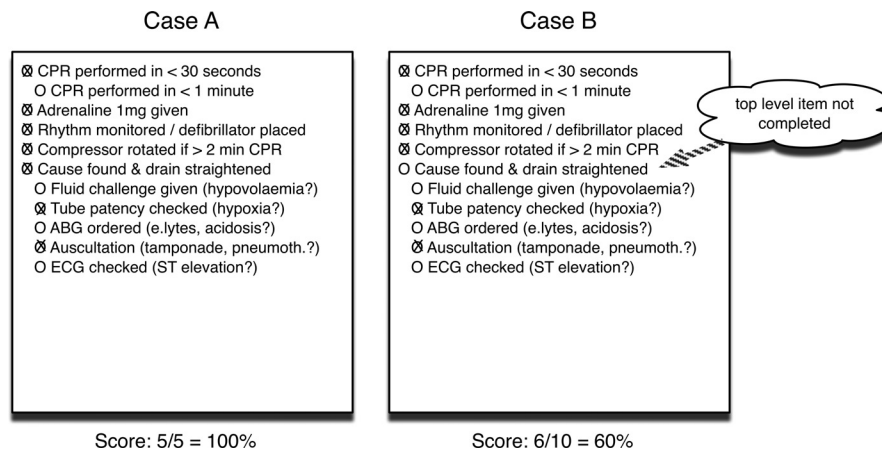 Case A
CPR performed in < 30 seconds
CPR performed in < 1 minute
Adrenaline 1mg given
Rhythm monitored / defibrillator placed
Compressor rotated if > 2 min CPR
Cause found & drain straightened
Fluid challenge given (hypovolaemia?)
Tube patency checked (hypoxia?)
ABG ordered (e.lytes, acidosis?)
Auscultation (tamponade, pneumoth.?)
ECG checked (ST elevation?)
Score: 5/5 = 100%
Case B
CPR performed in < 30 seconds
CPR performed in < 1 minute
Adrenaline 1mg given
Rhythm monitored / defibrillator placed
Compressor rotated if > 2 min CPR
Cause found & drain straightened
Fluid challenge given (hypovolaemia?)
Tube patency checked (hypoxia?)
ABG ordered (e.lytes, acidosis?)
Auscultation (tamponade, pneumoth.?)
ECG checked (ST elevation?)
Score: 6/10 = 60%
top level item not
completed